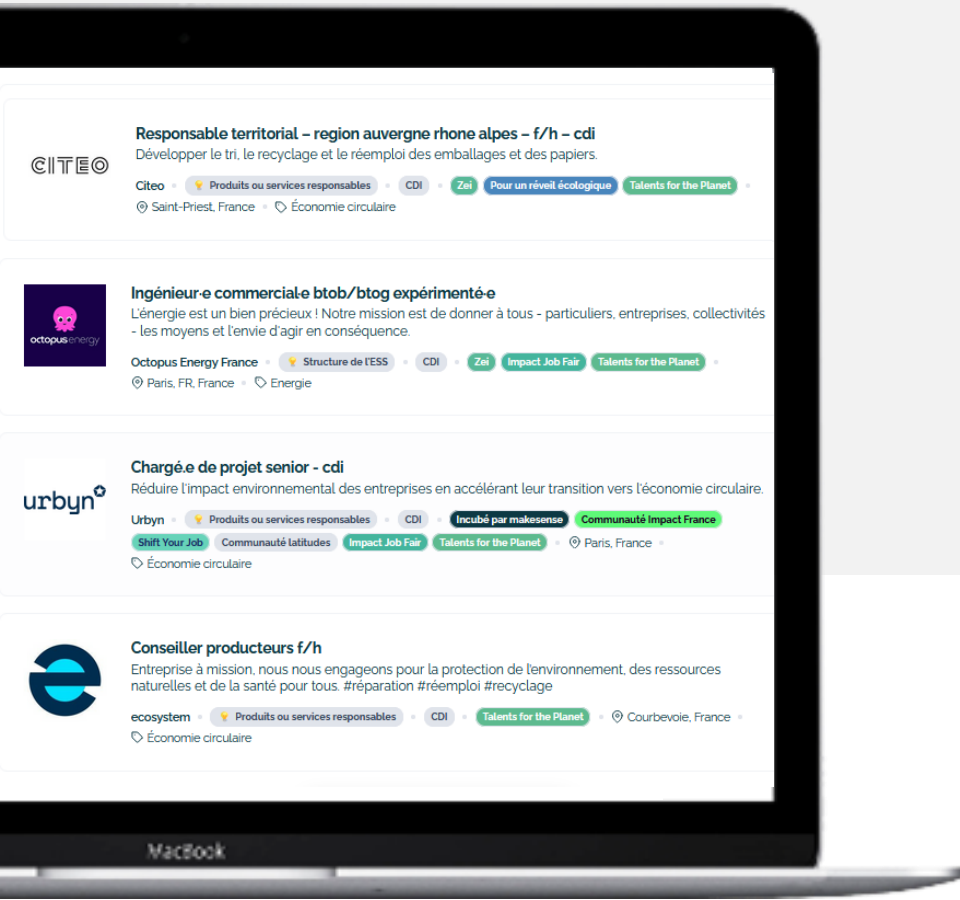 CITEO
Responsable territorial – region auvergne rhone alpes – f/h – cdi
Développer le tri, le recyclage et le réemploi des emballages et des papiers.
Citeo Produits ou services responsables CDI Zei Pour un réveil écologique Talents for the Planet
Saint-Priest, France Économie circulaire
octopusenergy
Ingénieur·e commercial·e btob/btog expérimenté·e
L'énergie est un bien précieux ! Notre mission est de donner à tous - particuliers, entreprises, collectivités
- les moyens et l'envie d'agir en conséquence.
Octopus Energy France Structure de l'ESS CDI Zei Impact Job Fair Talents for the Planet
Paris, FR, France Energie
urbyn
Chargé.e de projet senior - cdi
Réduire l'impact environnemental des entreprises en accélérant leur transition vers l'économie circulaire.
Urbyn Produits ou services responsables CDI Incubé par makesense Communauté Impact France
Shift Your Job Communauté latitudes Impact Job Fair Talents for the Planet Paris, France
Économie circulaire
Conseiller producteurs f/h
Entreprise à mission, nous nous engageons pour la protection de l'environnement, des ressources
naturelles et de la santé pour tous. #réparation #réemploi #recyclage
ecosystem Produits ou services responsables CDI Talents for the Planet Courbevoie, France
Économie circulaire
MacBook